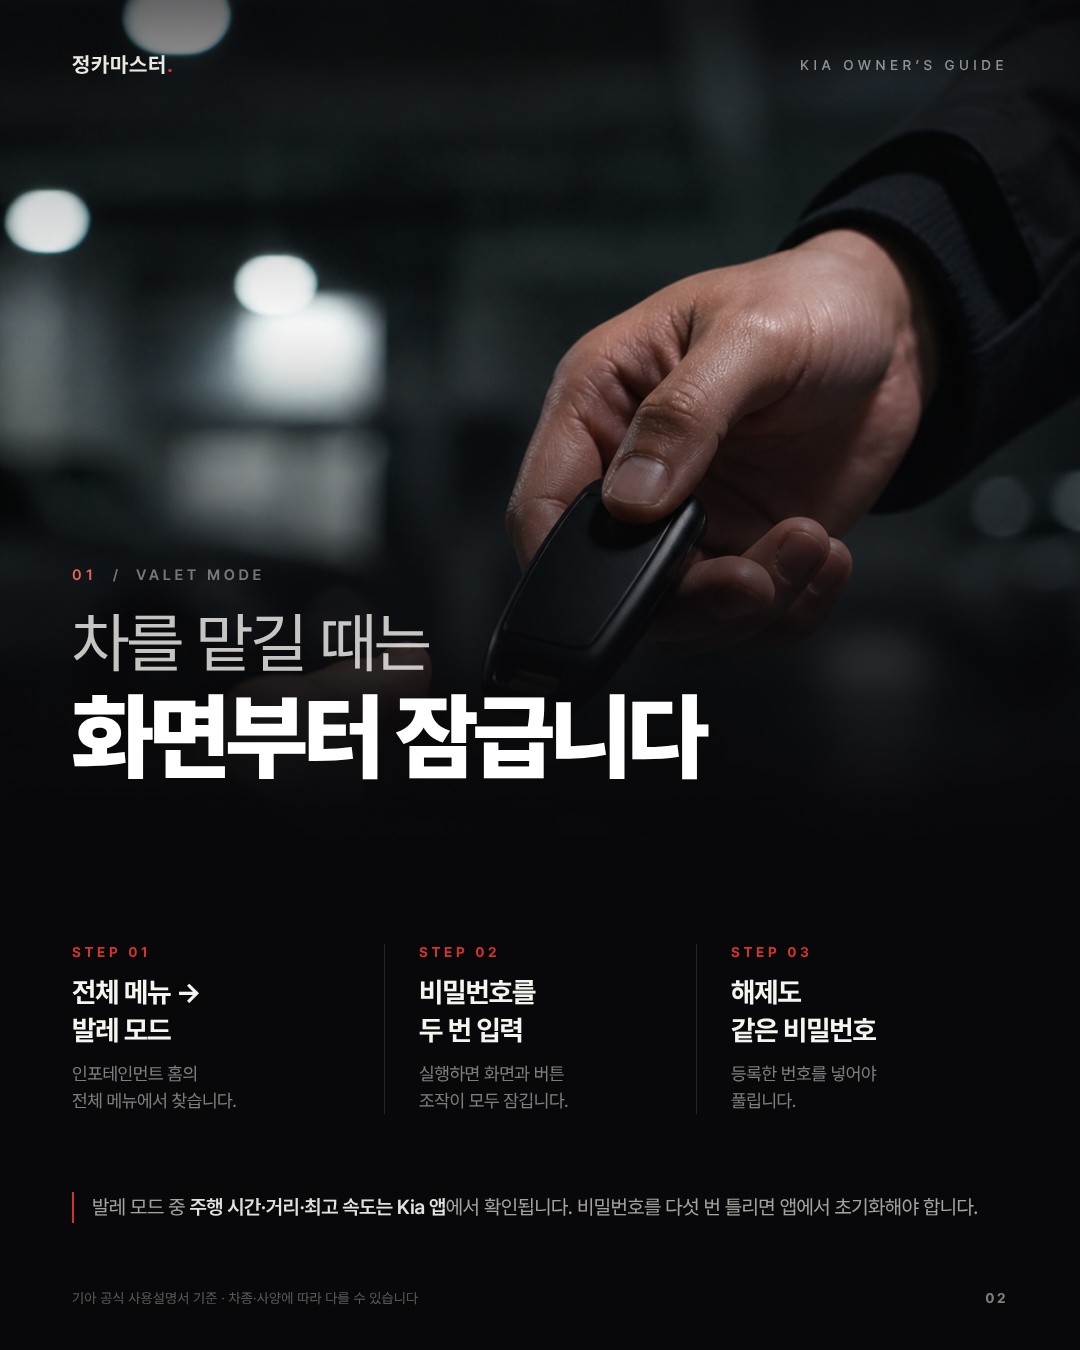 정카마스터.
KIA OWNER'S GUIDE
01 / VALET MODE
차를 맡길 때는
화면부터 잠급니다
STEP 01
전체 메뉴 →
발레 모드
인포테인먼트 홈의
전체 메뉴에서 찾습니다.
STEP 02
비밀번호를
두 번 입력
실행하면 화면과 버튼
조작이 모두 잠깁니다.
STEP 03
해제도
같은 비밀번호
등록한 번호를 넣어야
풀립니다.
발레 모드 중 주행 시간·거리·최고 속도는 Kia 앱에서 확인됩니다. 비밀번호를 다섯 번 틀리면 앱에서 초기화해야 합니다.
기아 공식 사용설명서 기준 · 차종·사양에 따라 다를 수 있습니다
02